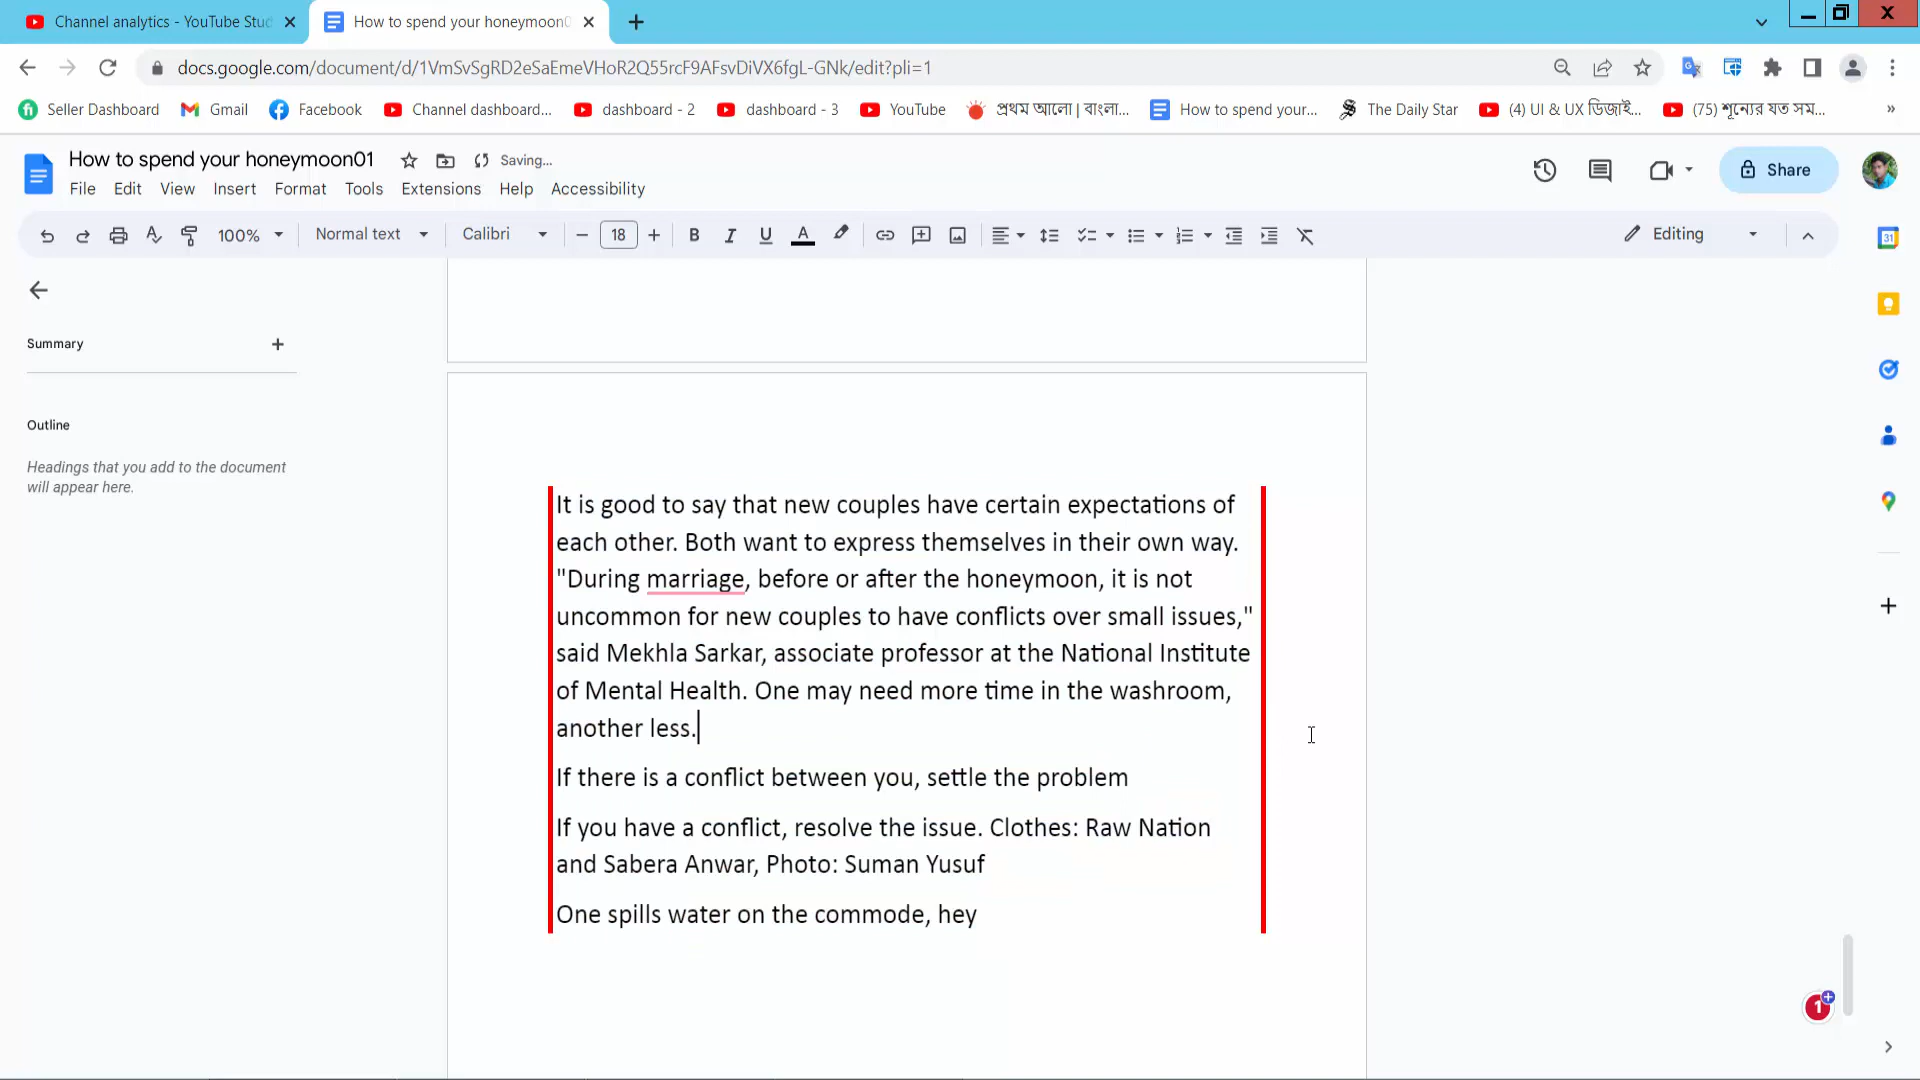 Channel analytics - YouTube Stud
How to spend your honeymoon0
docs.google.com/document/d/1VmSvSgRD2eSaEmeVHoR2Q55rcF9AFsvDiVX6fgL-GNk/edit?pli=1
Seller Dashboard
Gmail
Facebook
Channel dashboard...
dashboard - 2
dashboard - 3
YouTube
প্রথম আলো | বাংলা...
How to spend your...
The Daily Star
(4) UI & UX ডিজাই...
(75) শূন্যের যত সম...
»
How to spend your honeymoon01
Saving...
File Edit View Insert Format Tools Extensions Help Accessibility
Share
100%
Normal text
Calibri
18
B I U A
Editing
31
Summary
Outline
Headings that you add to the document
will appear here.
It is good to say that new couples have certain expectations of
each other. Both want to express themselves in their own way.
"During marriage, before or after the honeymoon, it is not
uncommon for new couples to have conflicts over small issues,"
said Mekhla Sarkar, associate professor at the National Institute
of Mental Health. One may need more time in the washroom,
another less.
If there is a conflict between you, settle the problem
If you have a conflict, resolve the issue. Clothes: Raw Nation
and Sabera Anwar, Photo: Suman Yusuf
One spills water on the commode, hey
1